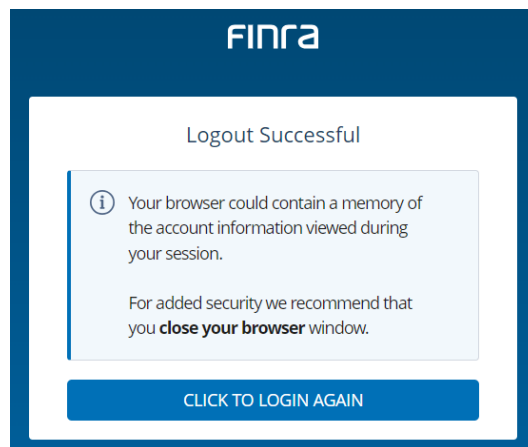 FINRA
Logout Successful
Your browser could contain a memory of
the account information viewed during
your session.
For added security we recommend that
you close your browser window.
CLICK TO LOGIN AGAIN